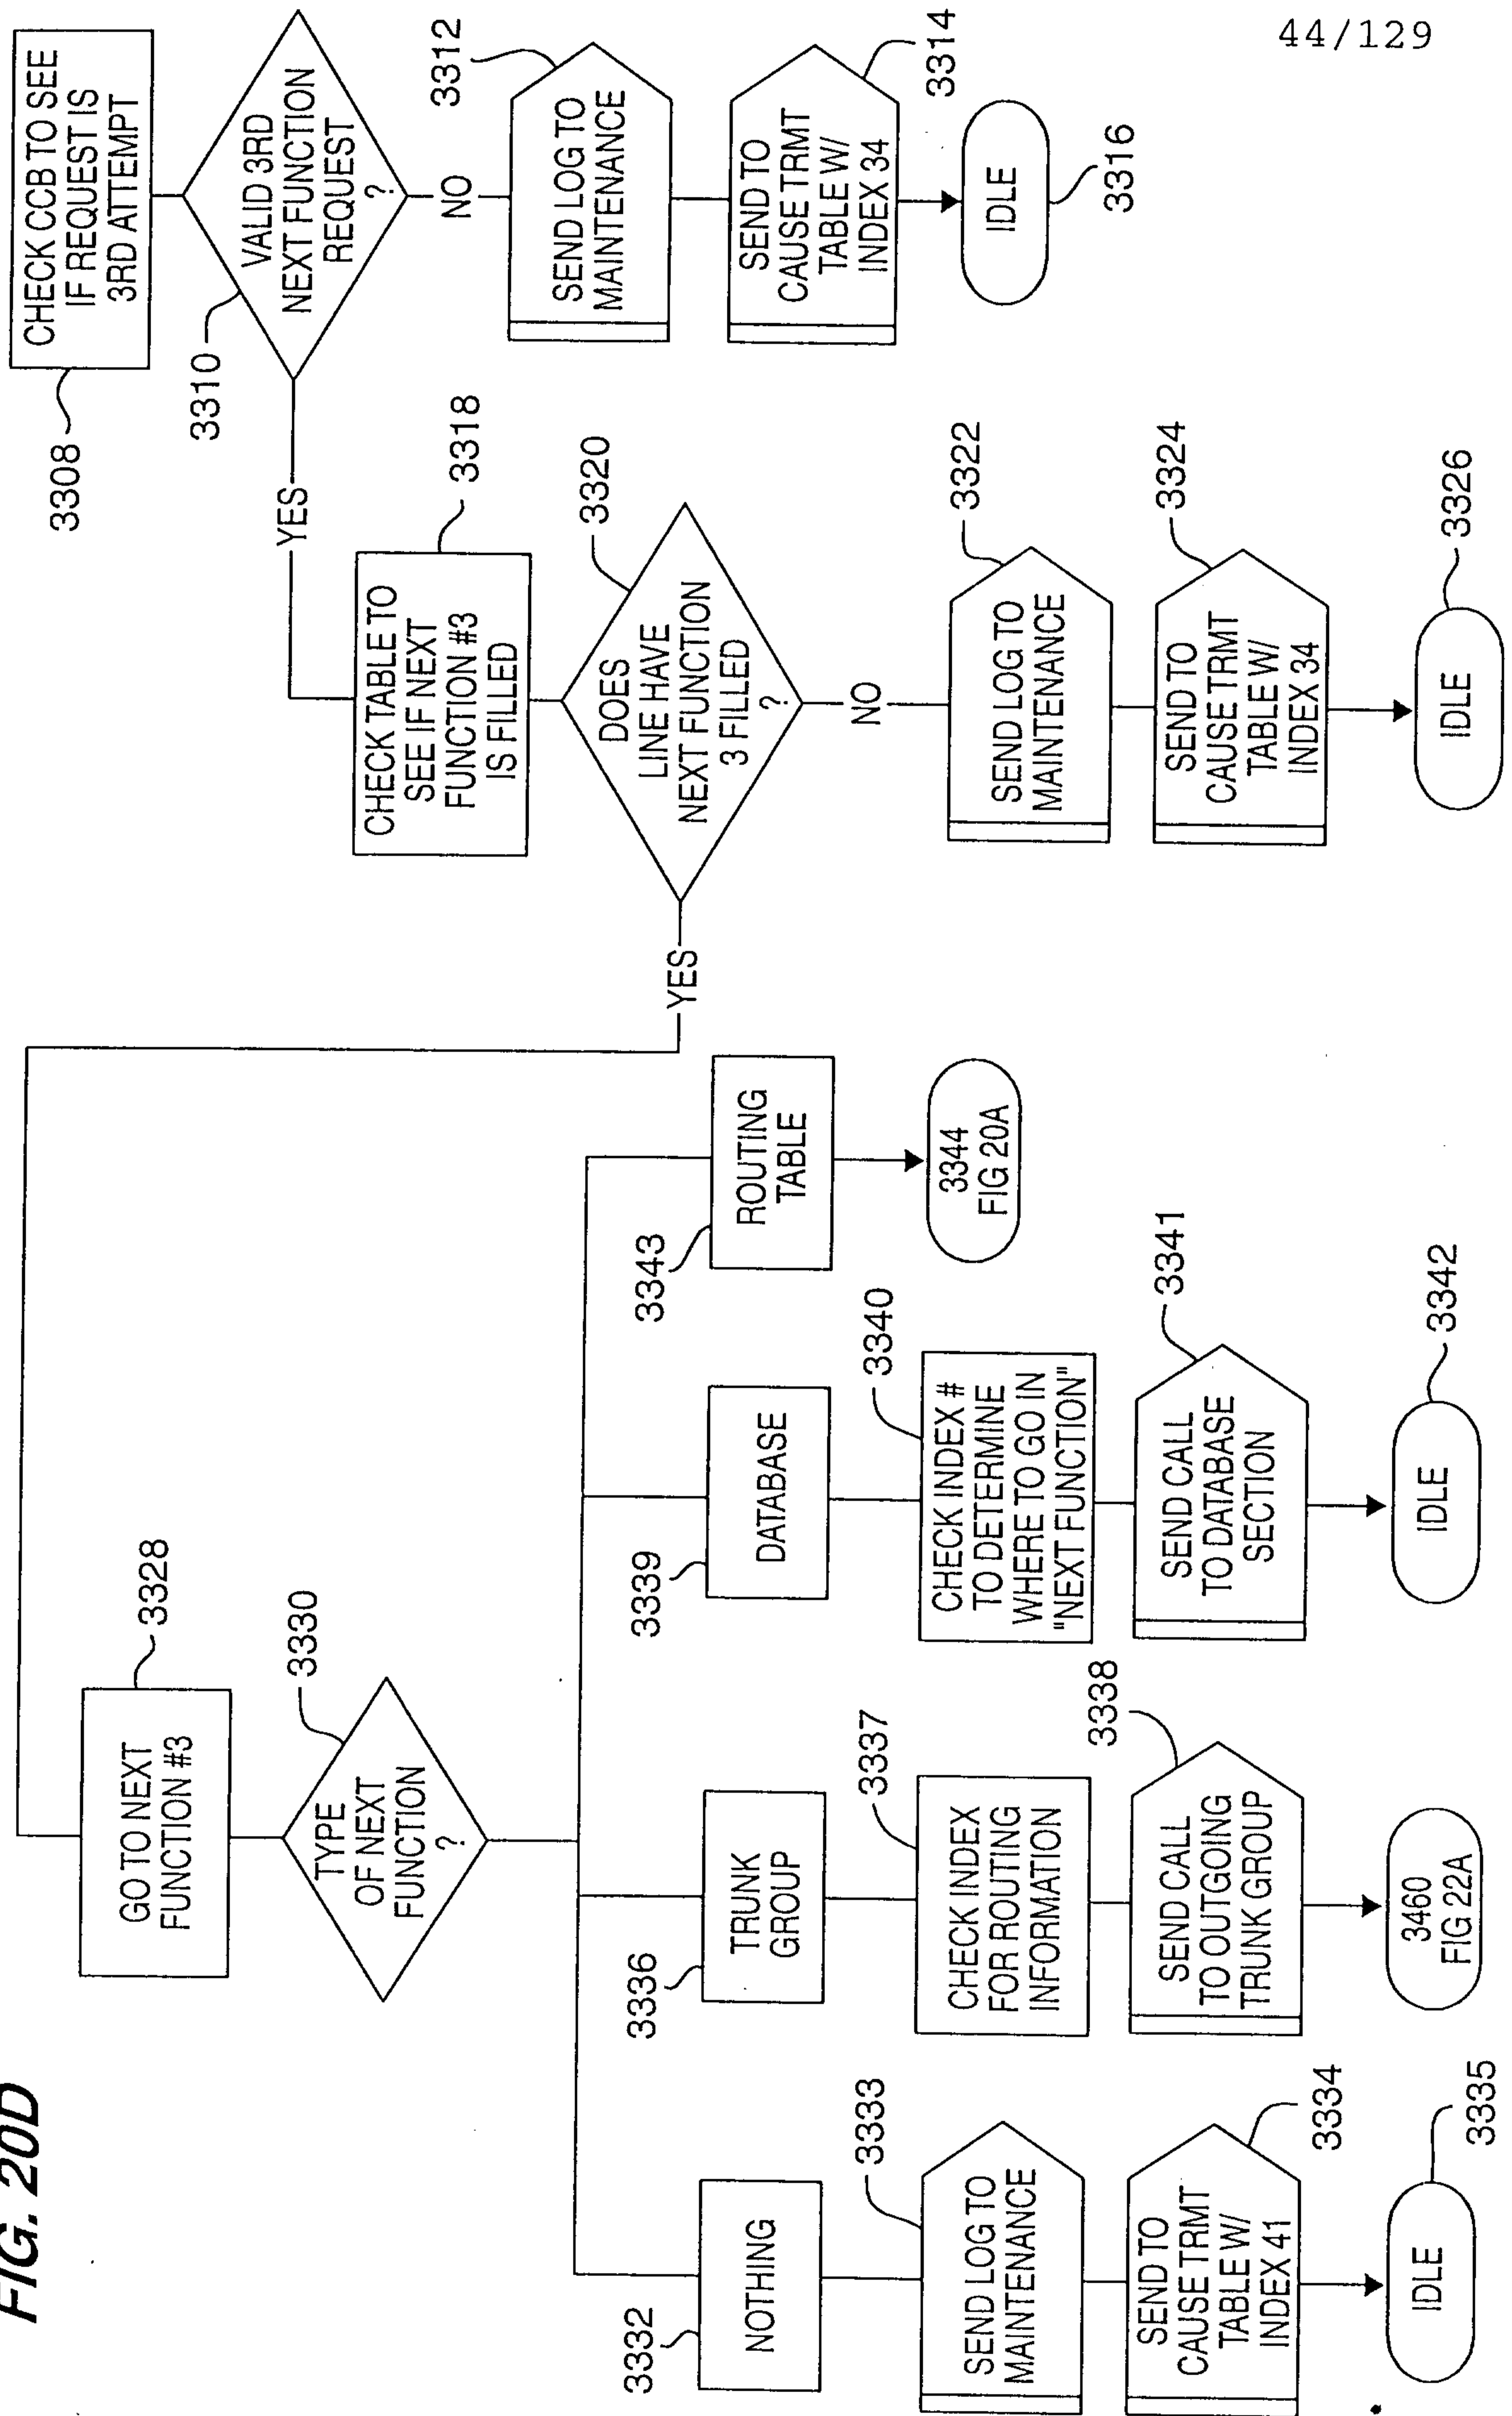 44/129
FIG. 20D
3308
CHECK CCB TO SEE
IF REQUEST IS
3RD ATTEMPT
3310
VALID 3RD
NEXT FUNCTION
REQUEST
?
NO
3312
SEND LOG TO
MAINTENANCE
3314
SEND TO
CAUSE TRMT
TABLE W/
INDEX 34
IDLE
3316
YES
3318
CHECK TABLE TO
SEE IF NEXT
FUNCTION #3
IS FILLED
3320
DOES
LINE HAVE
NEXT FUNCTION
3 FILLED
?
NO
3322
SEND LOG TO
MAINTENANCE
3324
SEND TO
CAUSE TRMT
TABLE W/
INDEX 34
3326
IDLE
YES
3328
GO TO NEXT
FUNCTION #3
3330
TYPE
OF NEXT
FUNCTION
?
3332
NOTHING
3333
SEND LOG TO
MAINTENANCE
3334
SEND TO
CAUSE TRMT
TABLE W/
INDEX 41
3335
IDLE
3336
TRUNK
GROUP
3337
CHECK INDEX
FOR ROUTING
INFORMATION
3338
SEND CALL
TO OUTGOING
TRUNK GROUP
3460
FIG 22A
3339
DATABASE
3340
CHECK INDEX #
TO DETERMINE
WHERE TO GO IN
"NEXT FUNCTION"
3341
SEND CALL
TO DATABASE
SECTION
3342
IDLE
3343
ROUTING
TABLE
3344
FIG 20A